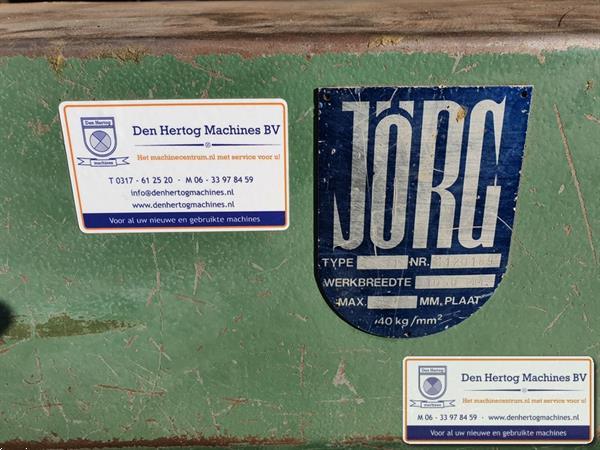 Den Hertog
machines
Den Hertog Machines BV
Het machinecentrum.nl met service voor u!
T 0317 - 61 25 20 - M 06 - 33 97 84 59
info@denhertogmachines.nl
www.denhertogmachines.nl
Voor al uw nieuwe en gebruikte machines
JÖRG
TYPE NR.
WERKBREEDTE
MAX. MM. PLAAT
40 kg/mm²
Den Hertog
machines
Den Hertog Machines BV
Het machinecentrum.nl met service voor u!
M 06 - 33 97 84 59 - www.denhertogmachines.nl
Voor al uw nieuwe en gebruikte machines